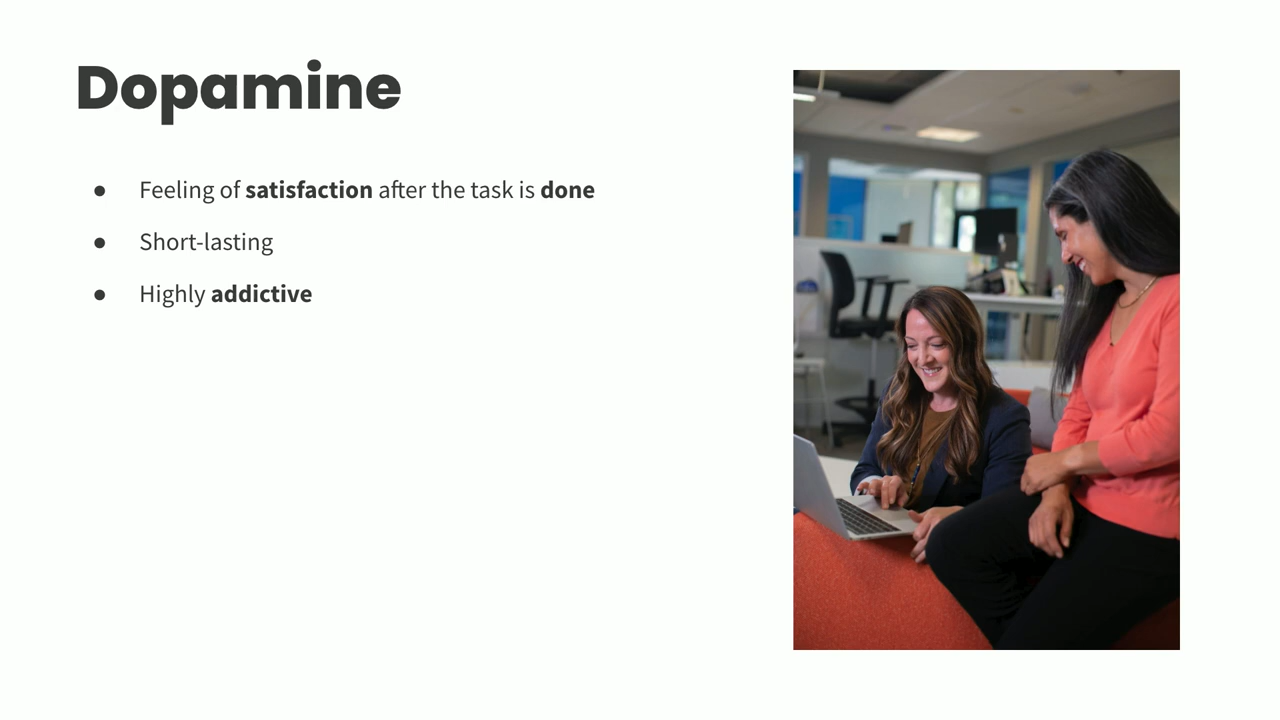 Dopamine
● Feeling of satisfaction after the task is done
● Short-lasting
● Highly addictive